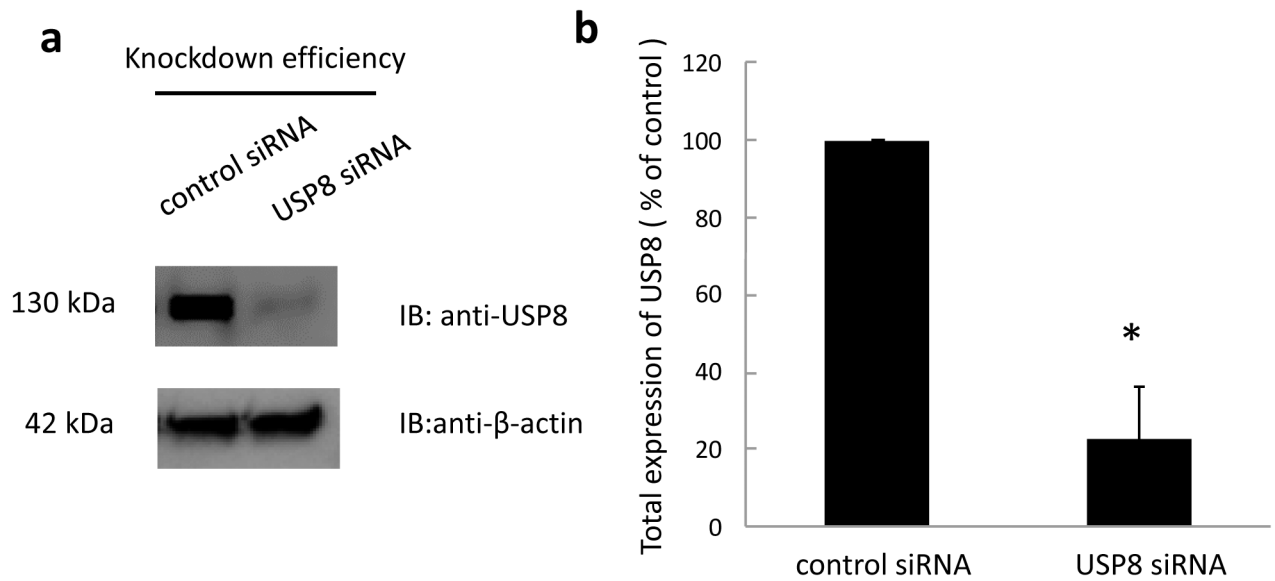 a
Knockdown efficiency
control siRNA
USP8 siRNA
130 kDa
IB: anti-USP8
42 kDa
IB:anti-β-actin
b
Total expression of USP8 ( % of control )
120
100
80
60
40
20
0
*
control siRNA
USP8 siRNA